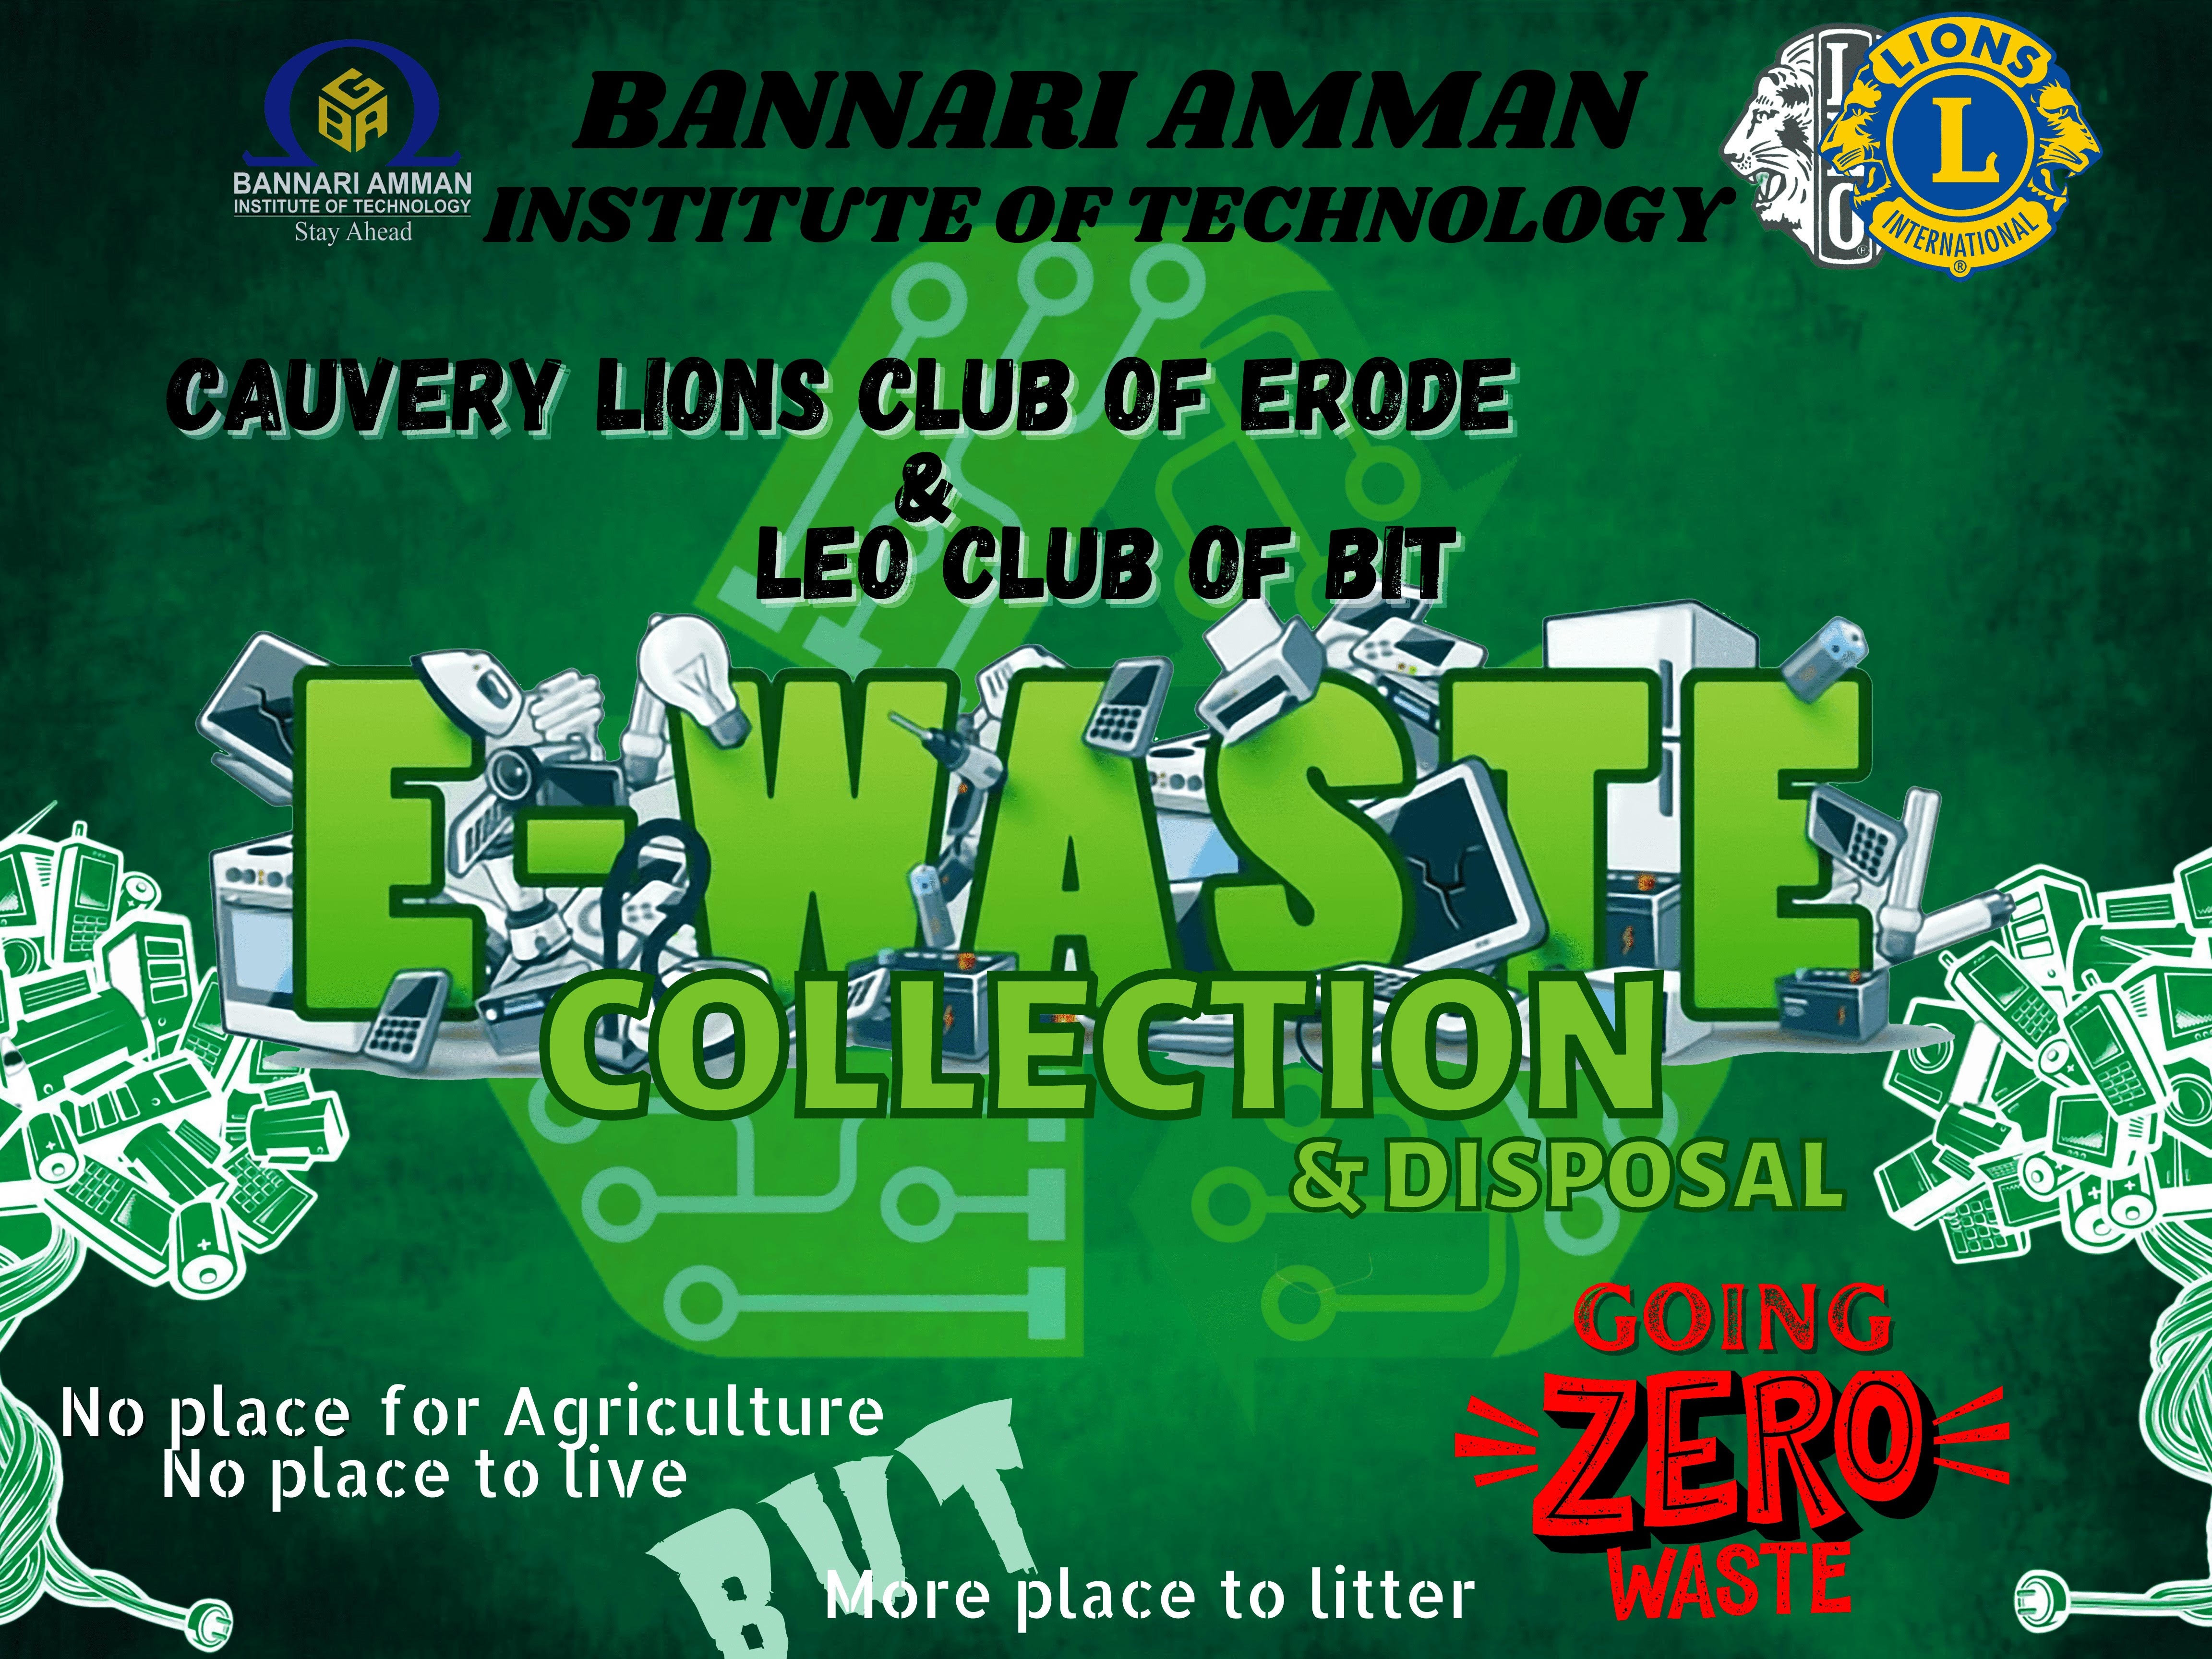 BANNARI AMMAN
INSTITUTE OF TECHNOLOGY
GBA
BANNARI AMMAN
INSTITUTE OF TECHNOLOGY
Stay Ahead
LEO
LIONS
L
INTERNATIONAL
®
CAUVERY LIONS CLUB OF ERODE
&
LEO CLUB OF BIT
E-WASTE
COLLECTION
& DISPOSAL
No place for Agriculture
No place to live
BUT
More place to litter
GOING
ZERO
WASTE